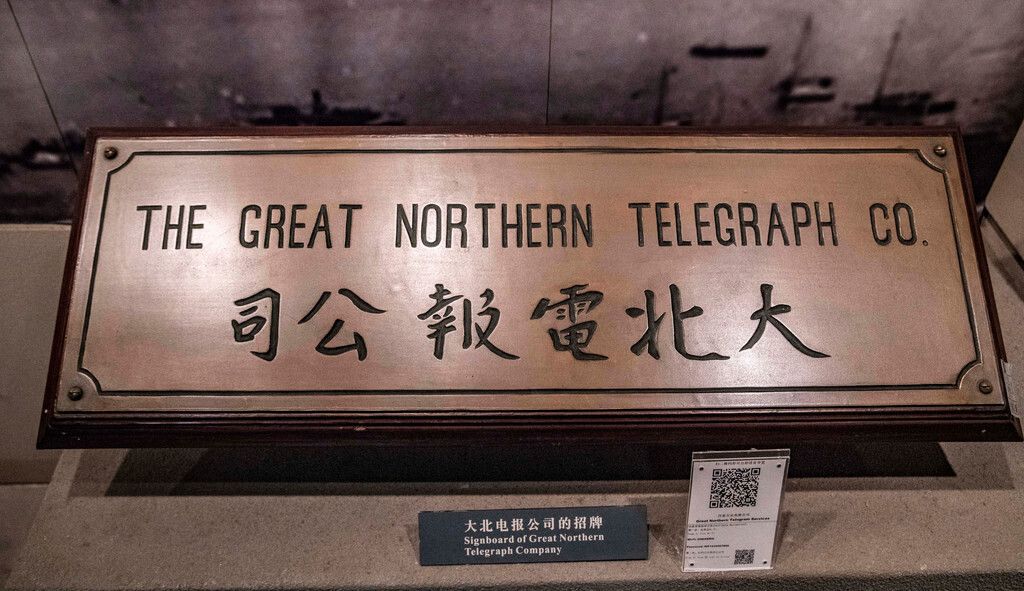 THE GREAT NORTHERN TELEGRAPH CO.
大北電報公司
大北电报公司的招牌
Signboard of Great Northern
Telegraph Company
Great Northern Telegram Services